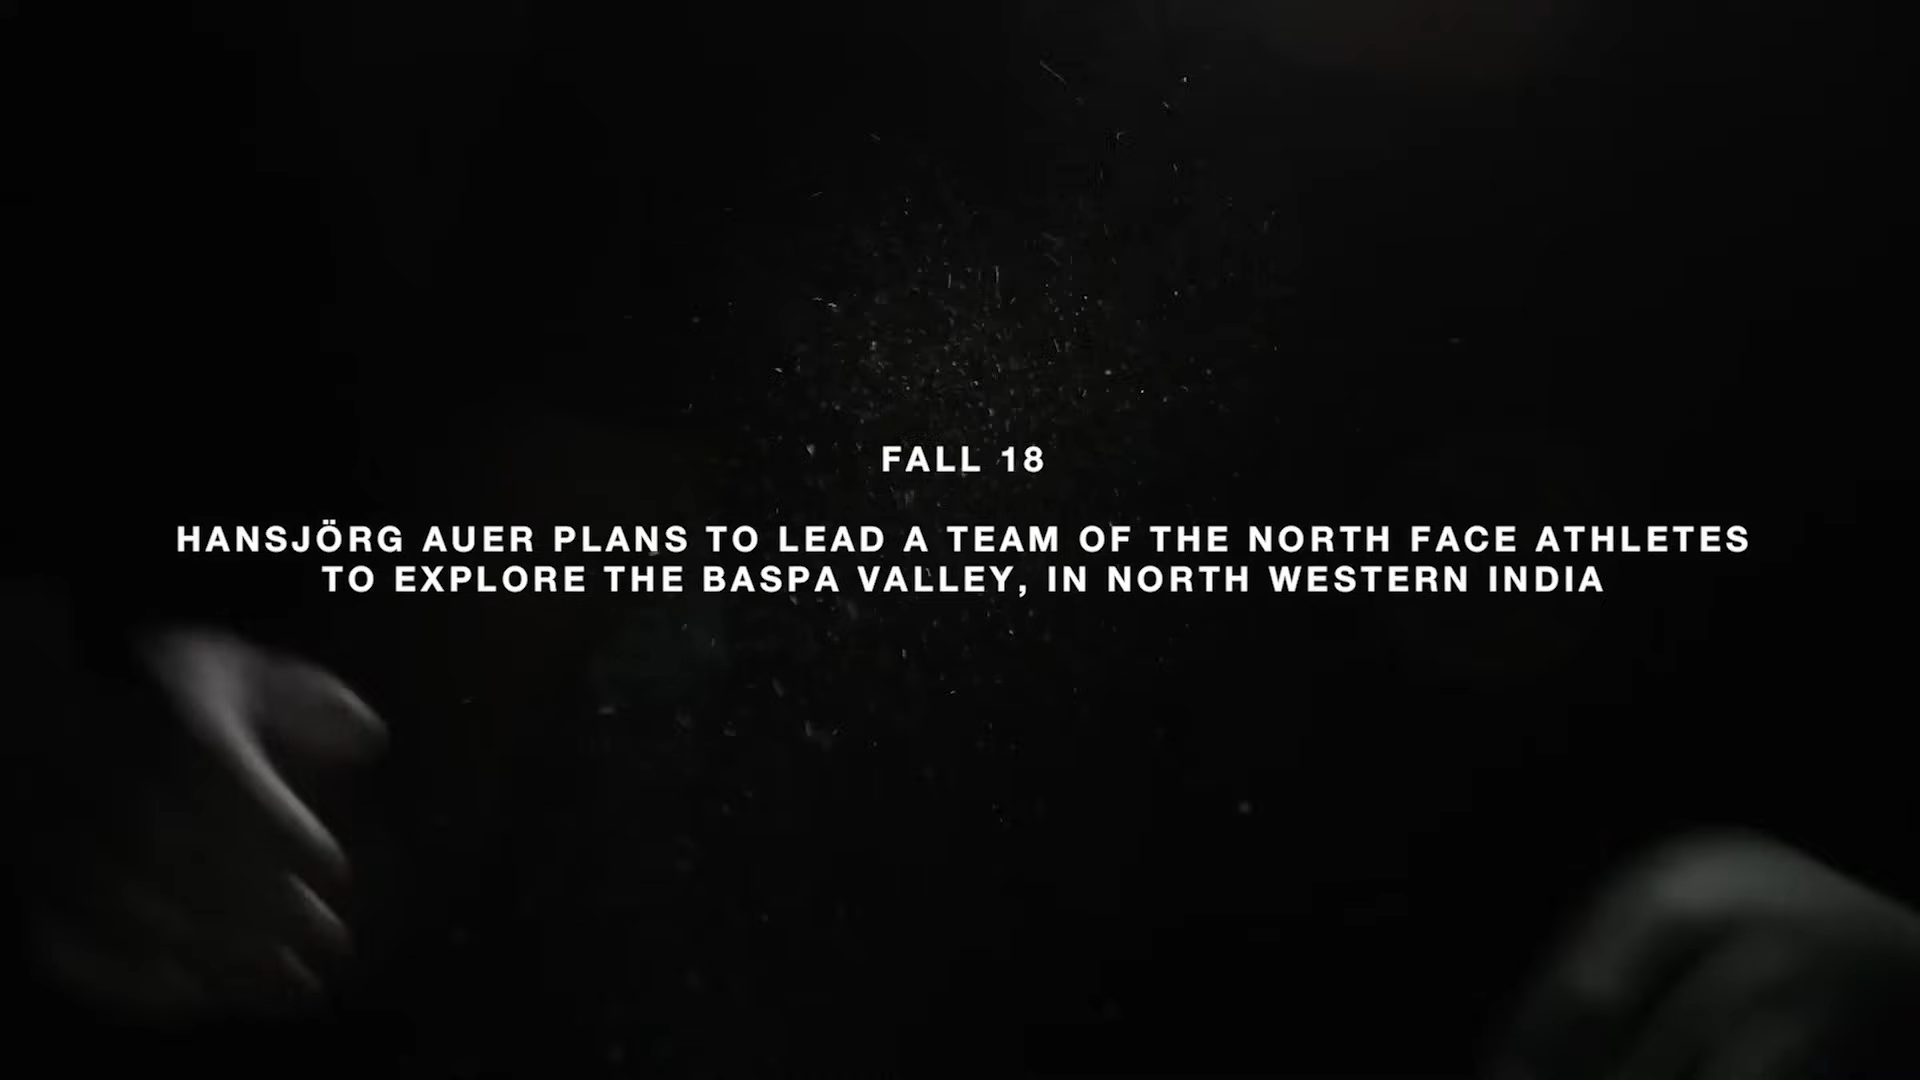 FALL 18
HANSJÖRG AUER PLANS TO LEAD A TEAM OF THE NORTH FACE ATHLETES
TO EXPLORE THE BASPA VALLEY, IN NORTH WESTERN INDIA